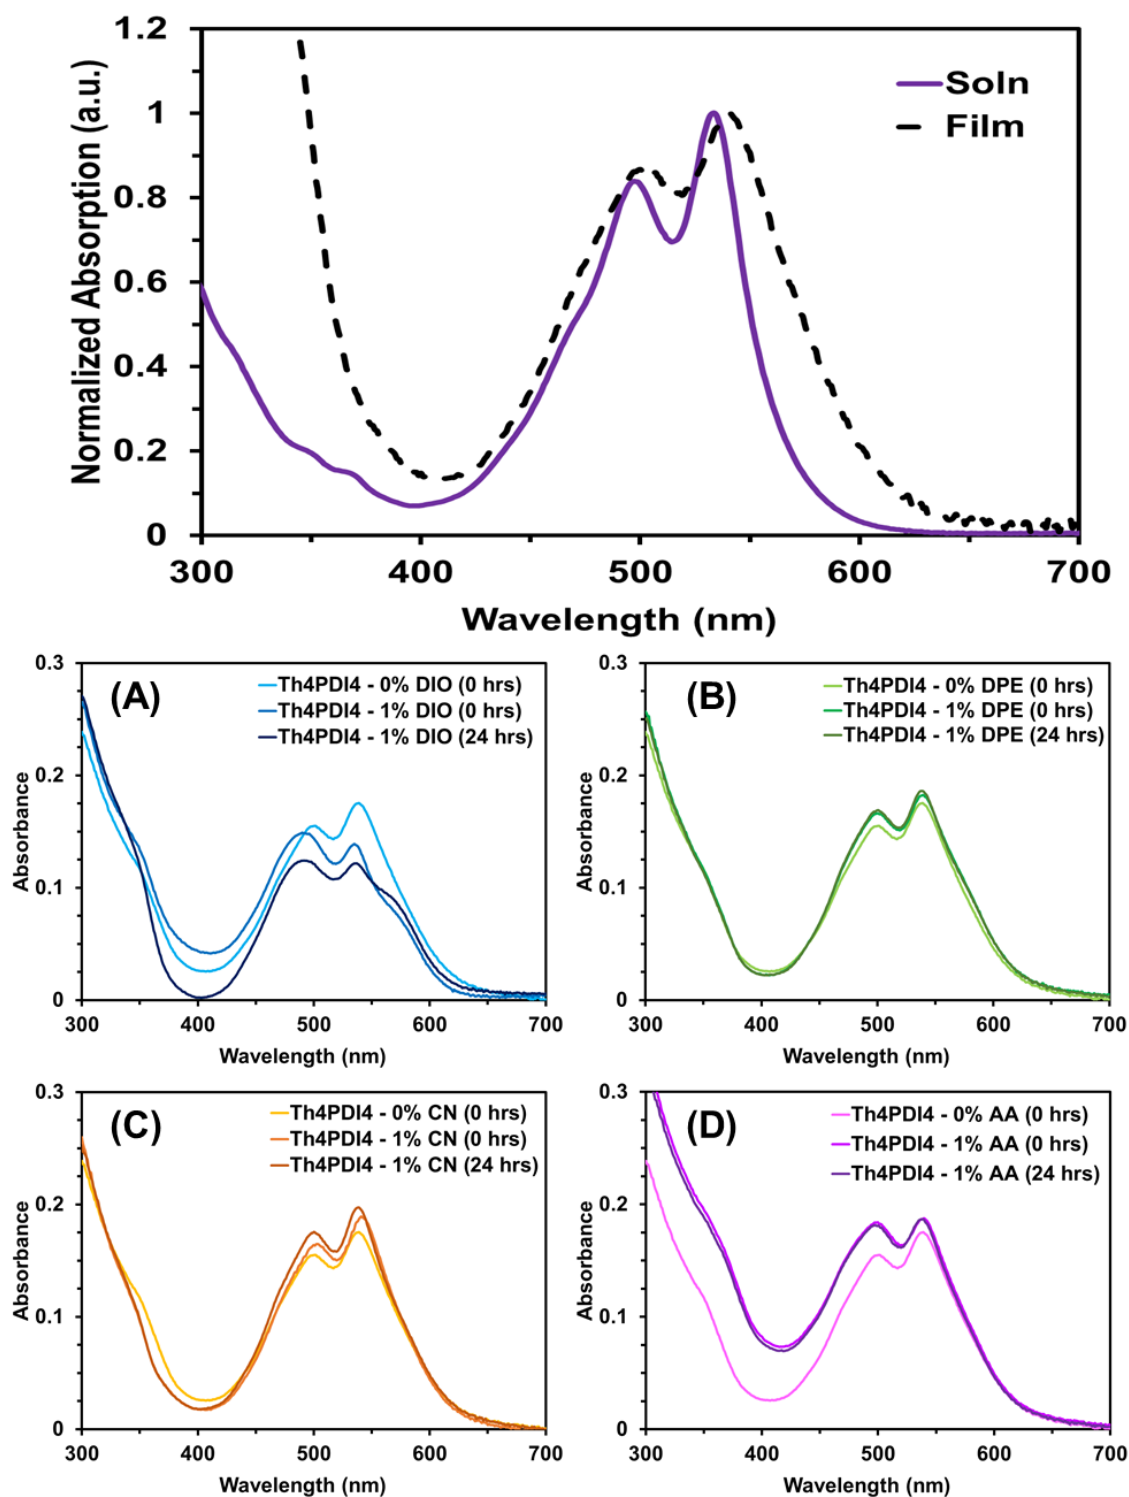 1.2
1
0.8
0.6
0.4
0.2
0
Normalized Absorption (a.u.)
Soln
Film
300 400 500 600 700
Wavelength (nm)
(A)
Th4PDI4 - 0% DIO (0 hrs)
Th4PDI4 - 1% DIO (0 hrs)
Th4PDI4 - 1% DIO (24 hrs)
0.3
0.2
0.1
0
Absorbance
300 400 500 600 700
Wavelength (nm)
(B)
Th4PDI4 - 0% DPE (0 hrs)
Th4PDI4 - 1% DPE (0 hrs)
Th4PDI4 - 1% DPE (24 hrs)
0.3
0.2
0.1
0
Absorbance
300 400 500 600 700
Wavelength (nm)
(C)
Th4PDI4 - 0% CN (0 hrs)
Th4PDI4 - 1% CN (0 hrs)
Th4PDI4 - 1% CN (24 hrs)
0.3
0.2
0.1
0
Absorbance
300 400 500 600 700
Wavelength (nm)
(D)
Th4PDI4 - 0% AA (0 hrs)
Th4PDI4 - 1% AA (0 hrs)
Th4PDI4 - 1% AA (24 hrs)
0.3
0.2
0.1
0
Absorbance
300 400 500 600 700
Wavelength (nm)